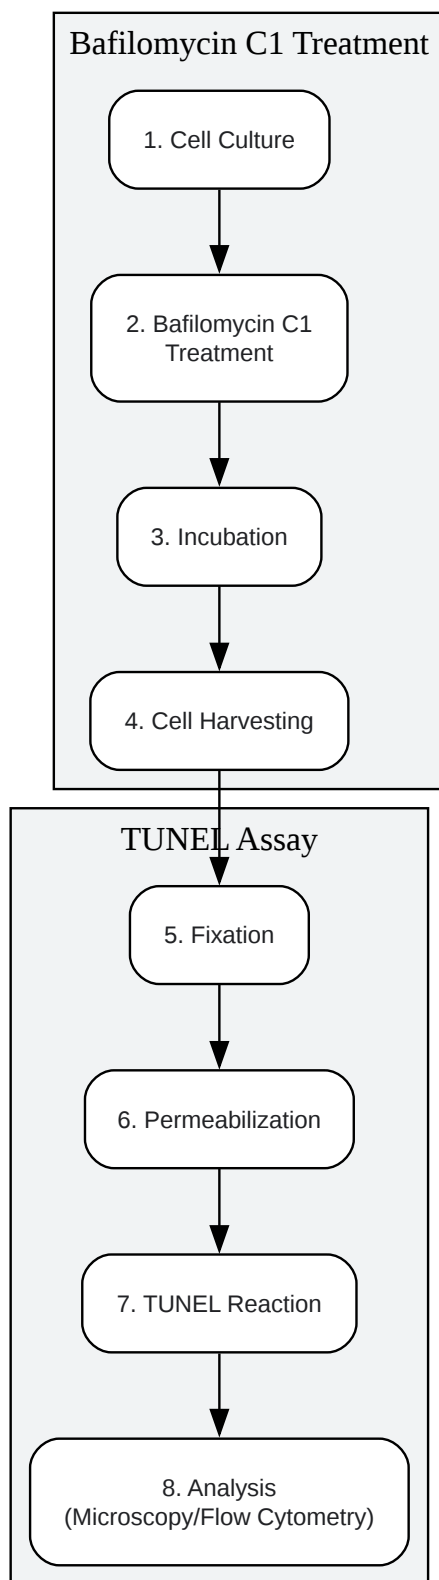 Bafilomycin C1 Treatment
1. Cell Culture
2. Bafilomycin C1
Treatment
3. Incubation
4. Cell Harvesting
TUNEL Assay
5. Fixation
6. Permeabilization
7. TUNEL Reaction
8. Analysis
(Microscopy/Flow Cytometry)